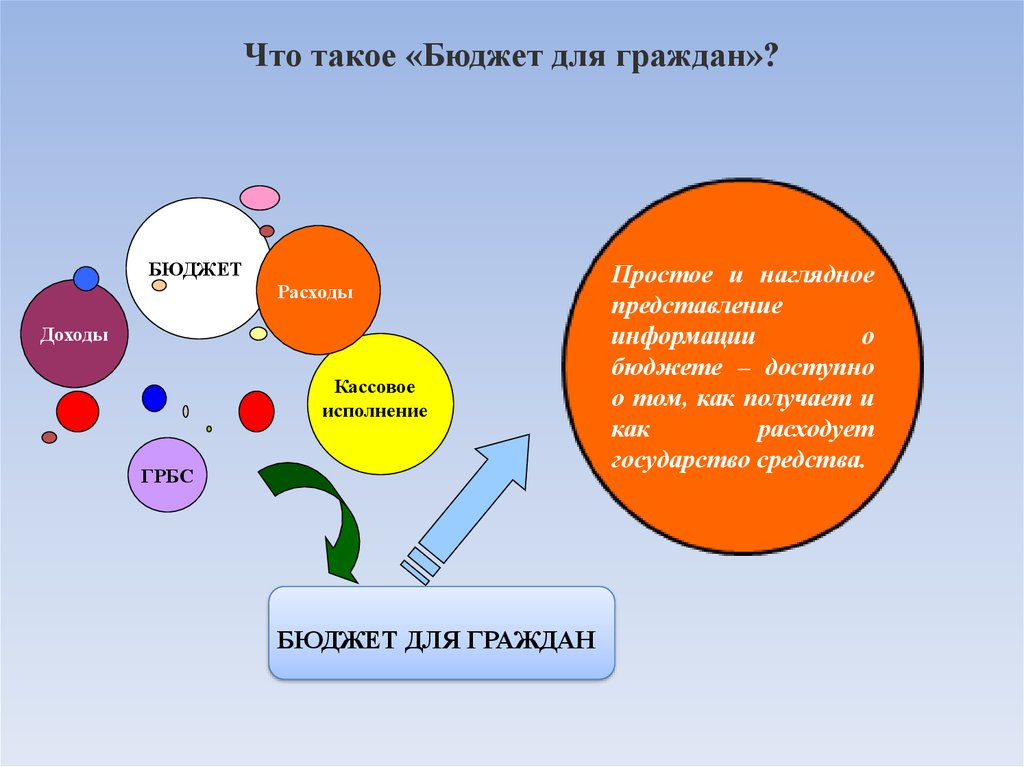 Что такое «Бюджет для граждан»?
БЮДЖЕТ
Расходы
Доходы
Кассовое
исполнение
ГРБС
Простое и наглядное
представление
информации о
бюджете – доступно
о том, как получает и
как расходует
государство средства.
БЮДЖЕТ ДЛЯ ГРАЖДАН